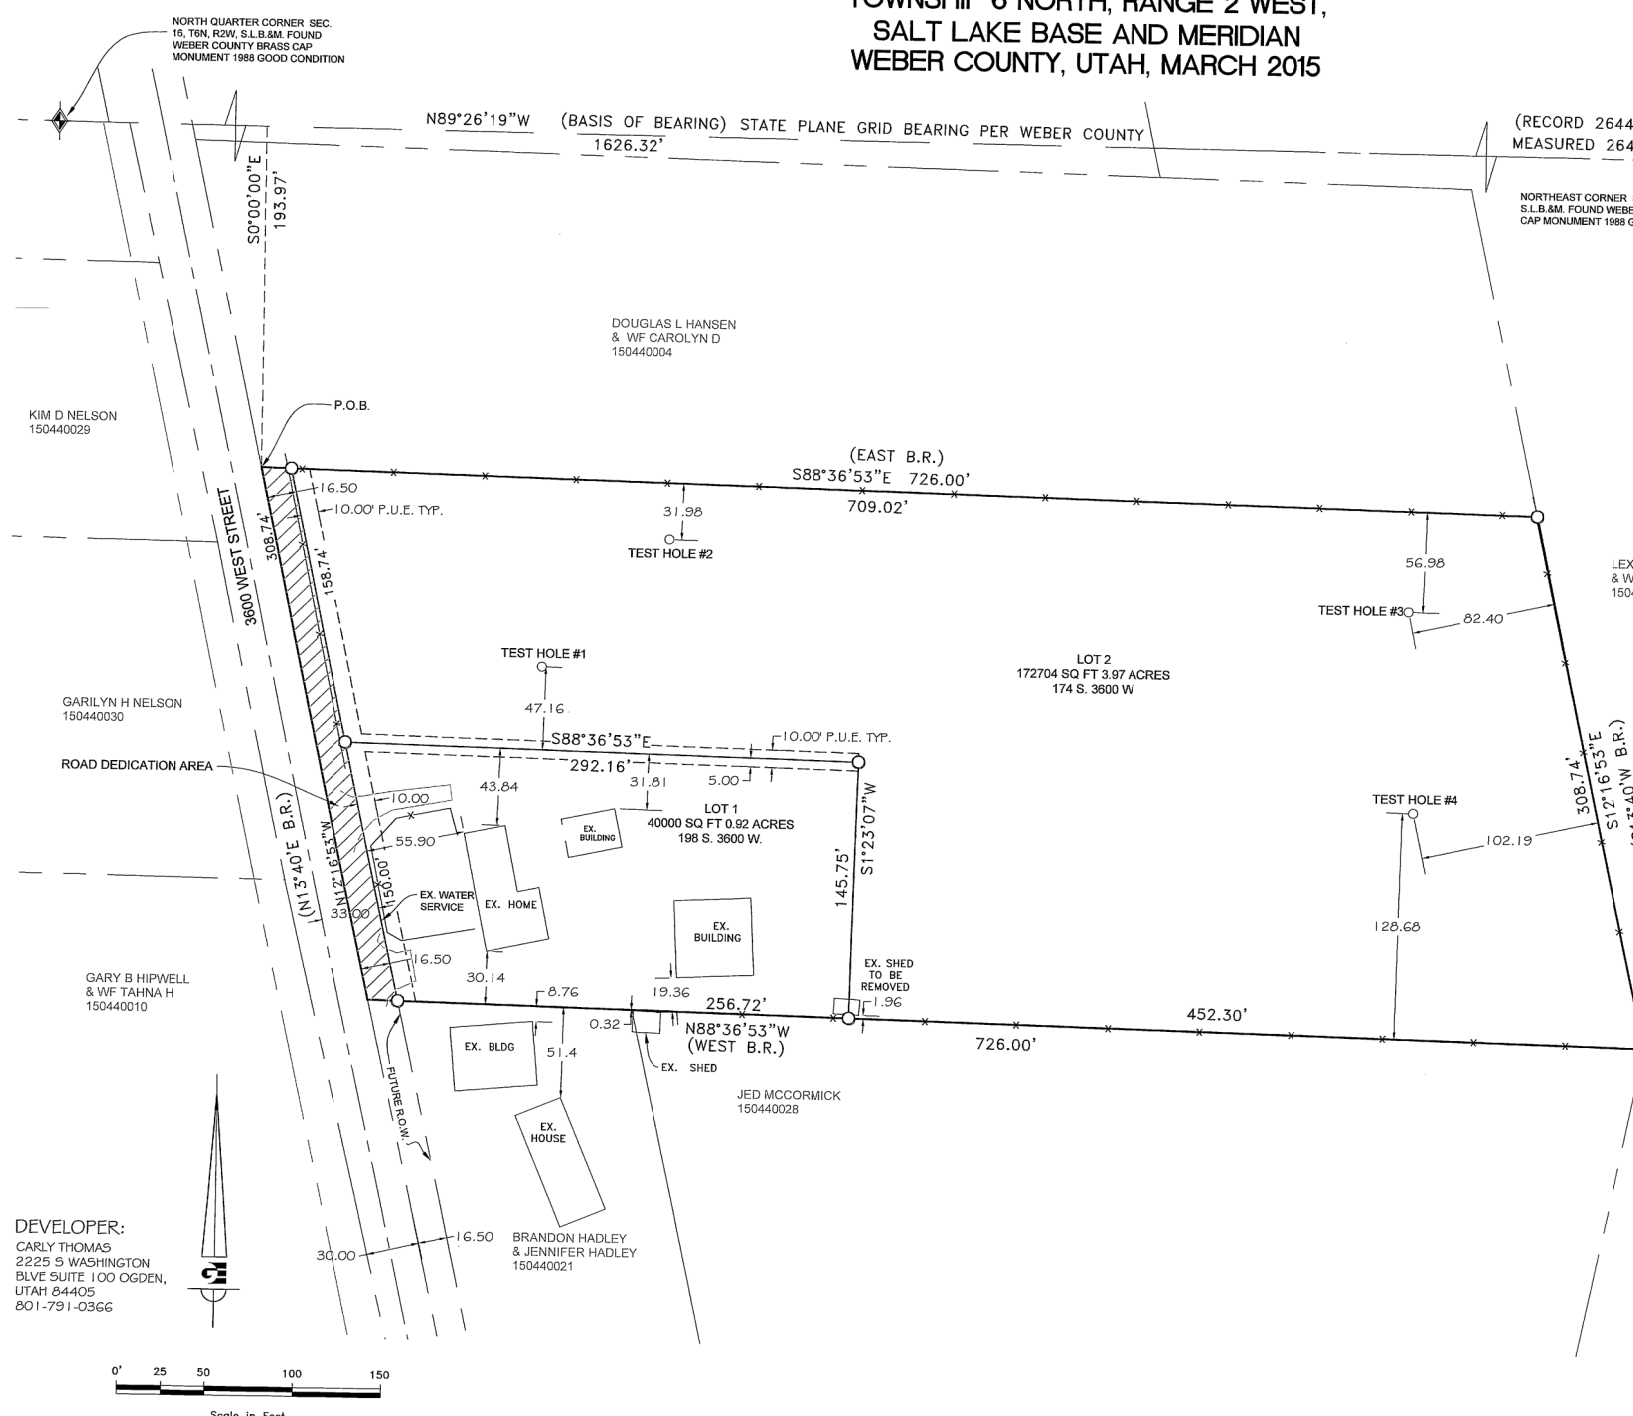 TOWNSHIP 6 NORTH, RANGE 2 WEST,
SALT LAKE BASE AND MERIDIAN
WEBER COUNTY, UTAH, MARCH 2015
NORTH QUARTER CORNER SEC.
16, T6N, R2W, S.L.B.&M. FOUND
WEBER COUNTY BRASS CAP
MONUMENT 1988 GOOD CONDITION
N89°26'19"W (BASIS OF BEARING) STATE PLANE GRID BEARING PER WEBER COUNTY
1626.32'
(RECORD 2644
MEASURED 264
NORTHEAST CORNER
S.L.B.&M. FOUND WEBE
CAP MONUMENT 1988 G
S0°00'00"E
193.97'
DOUGLAS L HANSEN
& WF CAROLYN D
150440004
KIM D NELSON
150440029
P.O.B.
(EAST B.R.)
S88°36'53"E 726.00'
709.02'
16.50
10.00' P.U.E. TYP.
3600 WEST STREET
308.74'
158.74'
31.98
TEST HOLE #2
56.98
TEST HOLE #3
82.40
LEX
& W
150
TEST HOLE #1
47.16
LOT 2
172704 SQ FT 3.97 ACRES
174 S. 3600 W
GARILYN H NELSON
150440030
ROAD DEDICATION AREA
S88°36'53"E
292.16'
10.00' P.U.E. TYP.
5.00
43.84
31.81
10.00
LOT 1
40000 SQ FT 0.92 ACRES
198 S. 3600 W.
EX.
BUILDING
55.90
S1°23'07"W
145.75'
TEST HOLE #4
102.19
128.68
308.74'
S12°16'53"E
(N13°40'E B.R.)
N12°16'53"W
150.00'
33.00
EX. WATER
SERVICE
EX. HOME
EX.
BUILDING
16.50
30.14
8.76
19.36
256.72'
N88°36'53"W
(WEST B.R.)
EX. SHED
TO BE
REMOVED
1.96
452.30'
726.00'
GARY B HIPWELL
& WF TAHNA H
150440010
0.32
EX. BLDG
51.4
EX. SHED
FUTURE R.O.W.
JED MCCORMICK
150440028
EX.
HOUSE
DEVELOPER:
CARLY THOMAS
2225 S WASHINGTON
BLVE SUITE 100 OGDEN,
UTAH 84405
801-791-0366
30.00
16.50
BRANDON HADLEY
& JENNIFER HADLEY
150440021
0' 25 50 100 150
Scale in Feet